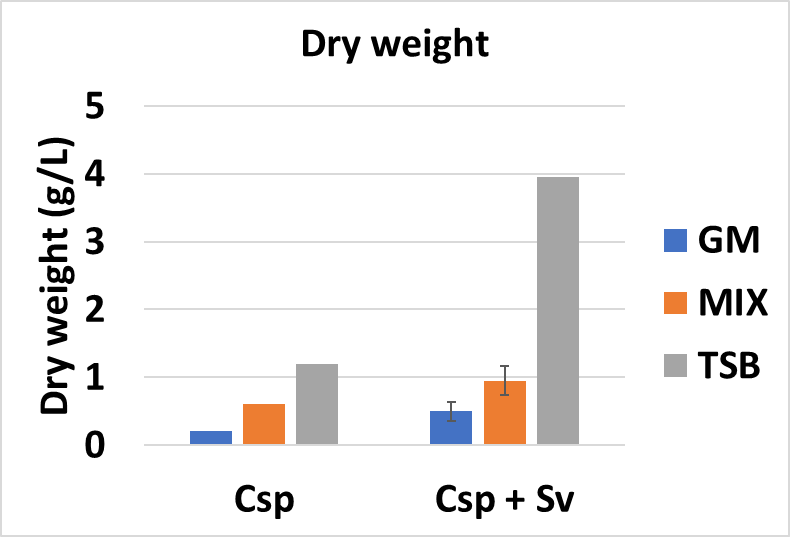 Dry weight
Dry weight (g/L)
5
4
3
2
1
0
Csp
Csp + Sv
GM
MIX
TSB